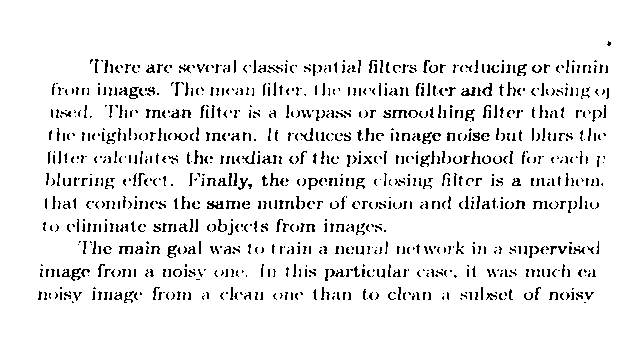 There are several classic spatial filters for reducing or elimin
from images. The mean filter, the median filter and the closing op
used. The mean filter is a lowpass or smoothing filter that repl
the neighborhood mean. It reduces the image noise but blurs the
filter calculates the median of the pixel neighborhood for each p
blurring effect. Finally, the opening closing filter is a mathem
that combines the same number of erosion and dilation morpho
to eliminate small objects from images.
The main goal was to train a neural network in a supervised
image from a noisy one. In this particular case, it was much ea
noisy image from a clean one than to clean a subset of noisy